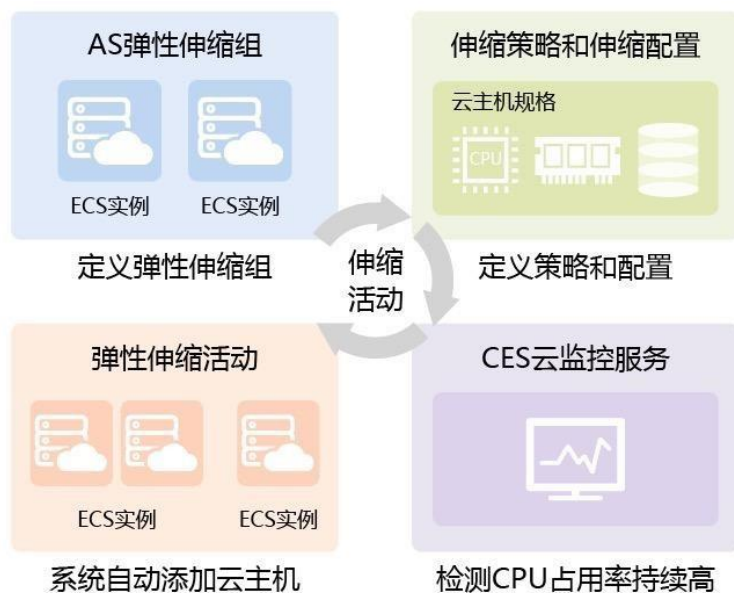 AS弹性伸缩组
ECS实例
ECS实例
定义弹性伸缩组
伸缩策略和伸缩配置
云主机规格
CPU
定义策略和配置
伸缩
活动
弹性伸缩活动
ECS实例
ECS实例
系统自动添加云主机
CES云监控服务
检测CPU占用率持续高